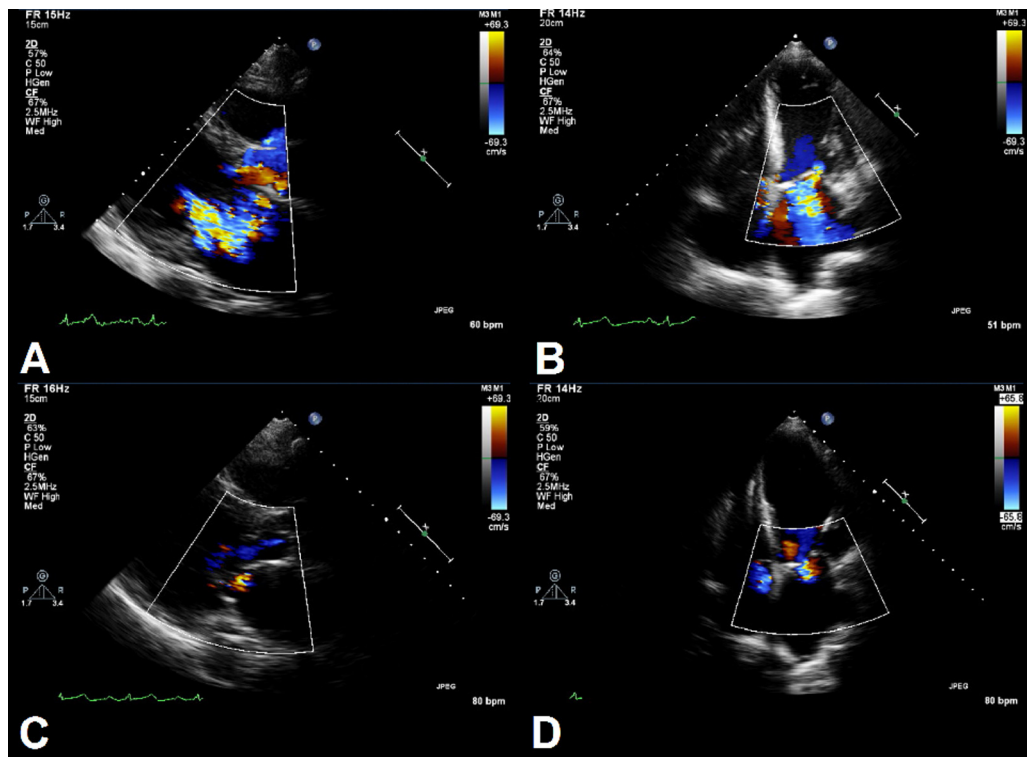 FR 15Hz
15cm
2D
57%
C 50
P Low
HGen
CF
67%
2.5MHz
WF High
Med
M3 M1
+69.3
-69.3
cm/s
P
G
P R
1.7 3.4
JPEG
60 bpm
A
FR 14Hz
20cm
2D
64%
C 50
P Low
HGen
CF
67%
2.5MHz
WF High
Med
M3 M1
+69.3
-69.3
cm/s
P
G
P R
1.7 3.4
JPEG
51 bpm
B
FR 16Hz
15cm
2D
63%
C 50
P Low
HGen
CF
67%
2.5MHz
WF High
Med
M3 M1
+69.3
-69.3
cm/s
P
G
P R
1.7 3.4
JPEG
80 bpm
C
FR 14Hz
20cm
2D
59%
C 50
P Low
HGen
CF
67%
2.5MHz
WF High
Med
M3 M1
+65.8
-65.8
cm/s
P
G
P R
1.7 3.4
JPEG
80 bpm
D